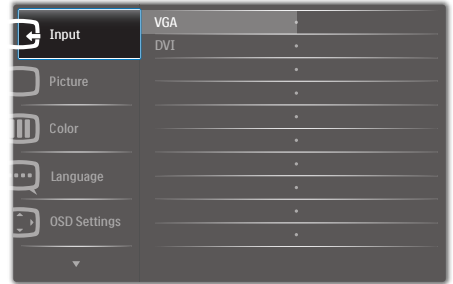 Input
Picture
Color
Language
OSD Settings
VGA
DVI